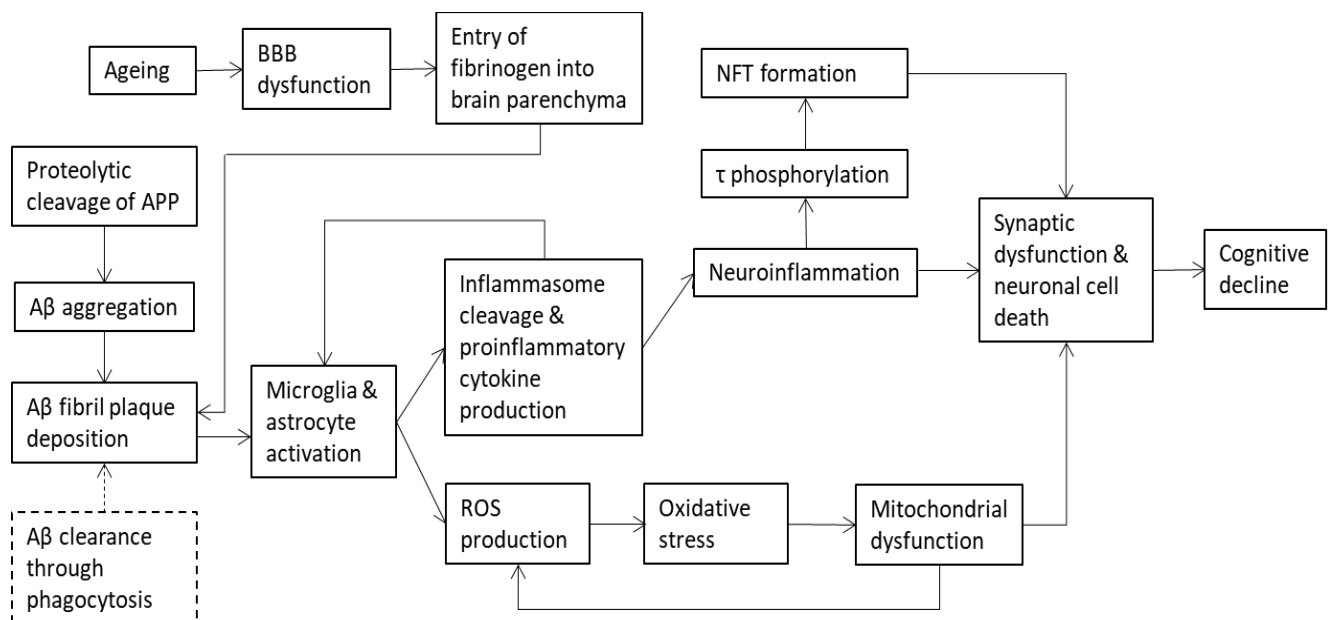 Ageing
BBB
dysfunction
Entry of
fibrinogen into
brain parenchyma
NFT formation
Proteolytic
cleavage of APP
τ phosphorylation
Aβ aggregation
Inflammasome
cleavage &
proinflammatory
cytokine
production
Neuroinflammation
Synaptic
dysfunction &
neuronal cell
death
Cognitive
decline
Aβ fibril plaque
deposition
Microglia &
astrocyte
activation
Aβ clearance
through
phagocytosis
ROS
production
Oxidative
stress
Mitochondrial
dysfunction